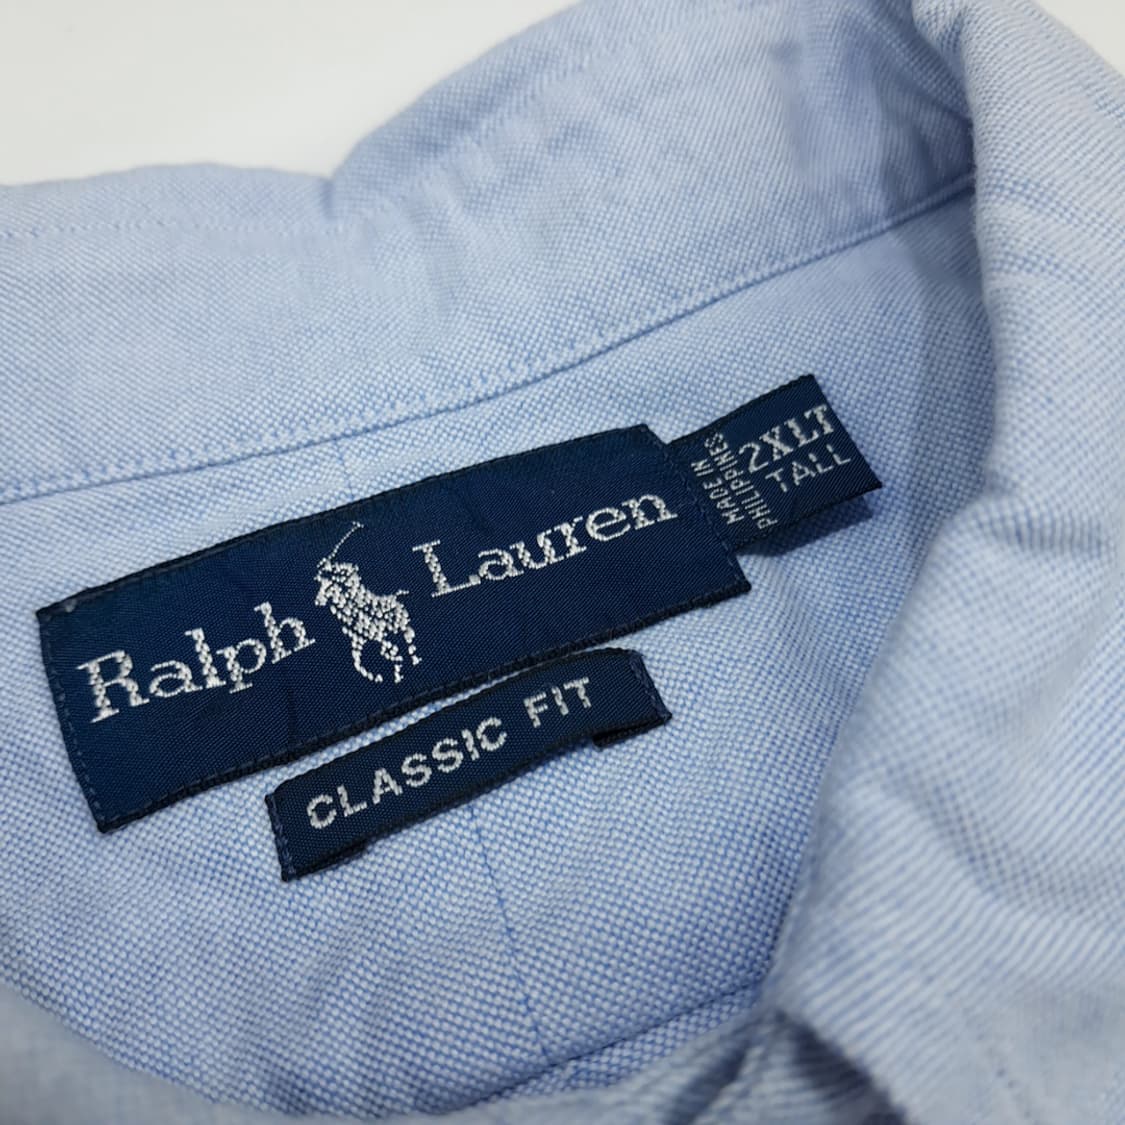 Ralph Lauren
MADE IN
PHILIPPINES
2XLT
TALL
CLASSIC FIT